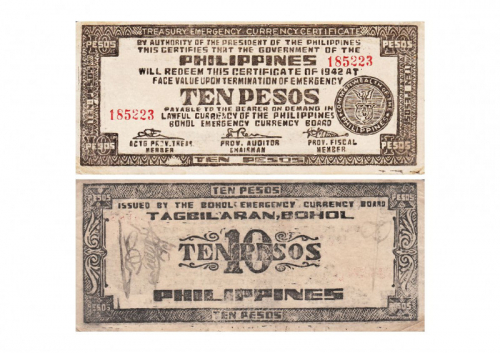 TREASURY EMERGENCY CURRENCY CERTIFICATE
PESOS PESOS
BY AUTHORITY OF THE PRESIDENT OF THE PHILIPPINES
THIS CERTIFIES THAT THE GOVERNMENT OF THE
PHILIPPINES 185223
WILL REDEEM THIS CERTIFICATE OF 1942 AT
FACE VALUE UPON TERMINATION OF EMERGENCY
TEN PESOS
185223 PAYABLE TO THE BEARER ON DEMAND IN
LAWFUL CURRENCY OF THE PHILIPPINES
BOHOL EMERGENCY CURRENCY BOARD
COMMONWEALTH PHILIPPINES
ACTG PROV. TREAS. PROV. AUDITOR PROV. FISCAL
MEMBER CHAIRMAN MEMBER
PESOS TEN PESOS PESOS
TEN PESOS
PESOS PESOS
ISSUED BY THE BOHOL EMERGENCY CURRENCY BOARD
TAGBILARAN, BOHOL
TEN 10 PESOS
PHILIPPINES
PESOS TEN PESOS PESOS